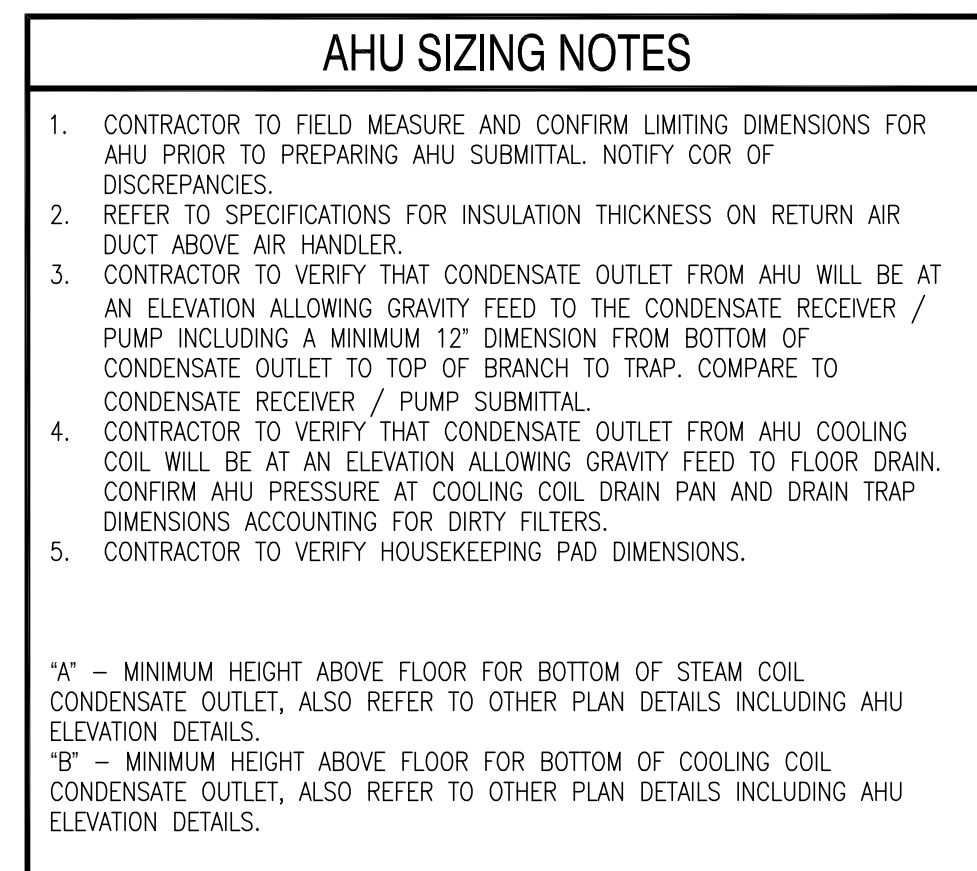 AHU SIZING NOTES
1. CONTRACTOR TO FIELD MEASURE AND CONFIRM LIMITING DIMENSIONS FOR
AHU PRIOR TO PREPARING AHU SUBMITTAL. NOTIFY COR OF
DISCREPANCIES.
2. REFER TO SPECIFICATIONS FOR INSULATION THICKNESS ON RETURN AIR
DUCT ABOVE AIR HANDLER.
3. CONTRACTOR TO VERIFY THAT CONDENSATE OUTLET FROM AHU WILL BE AT
AN ELEVATION ALLOWING GRAVITY FEED TO THE CONDENSATE RECEIVER /
PUMP INCLUDING A MINIMUM 12" DIMENSION FROM BOTTOM OF
CONDENSATE OUTLET TO TOP OF BRANCH TO TRAP. COMPARE TO
CONDENSATE RECEIVER / PUMP SUBMITTAL.
4. CONTRACTOR TO VERIFY THAT CONDENSATE OUTLET FROM AHU COOLING
COIL WILL BE AT AN ELEVATION ALLOWING GRAVITY FEED TO FLOOR DRAIN.
CONFIRM AHU PRESSURE AT COOLING COIL DRAIN PAN AND DRAIN TRAP
DIMENSIONS ACCOUNTING FOR DIRTY FILTERS.
5. CONTRACTOR TO VERIFY HOUSEKEEPING PAD DIMENSIONS.
“A” – MINIMUM HEIGHT ABOVE FLOOR FOR BOTTOM OF STEAM COIL
CONDENSATE OUTLET, ALSO REFER TO OTHER PLAN DETAILS INCLUDING AHU
ELEVATION DETAILS.
“B” – MINIMUM HEIGHT ABOVE FLOOR FOR BOTTOM OF COOLING COIL
CONDENSATE OUTLET, ALSO REFER TO OTHER PLAN DETAILS INCLUDING AHU
ELEVATION DETAILS.